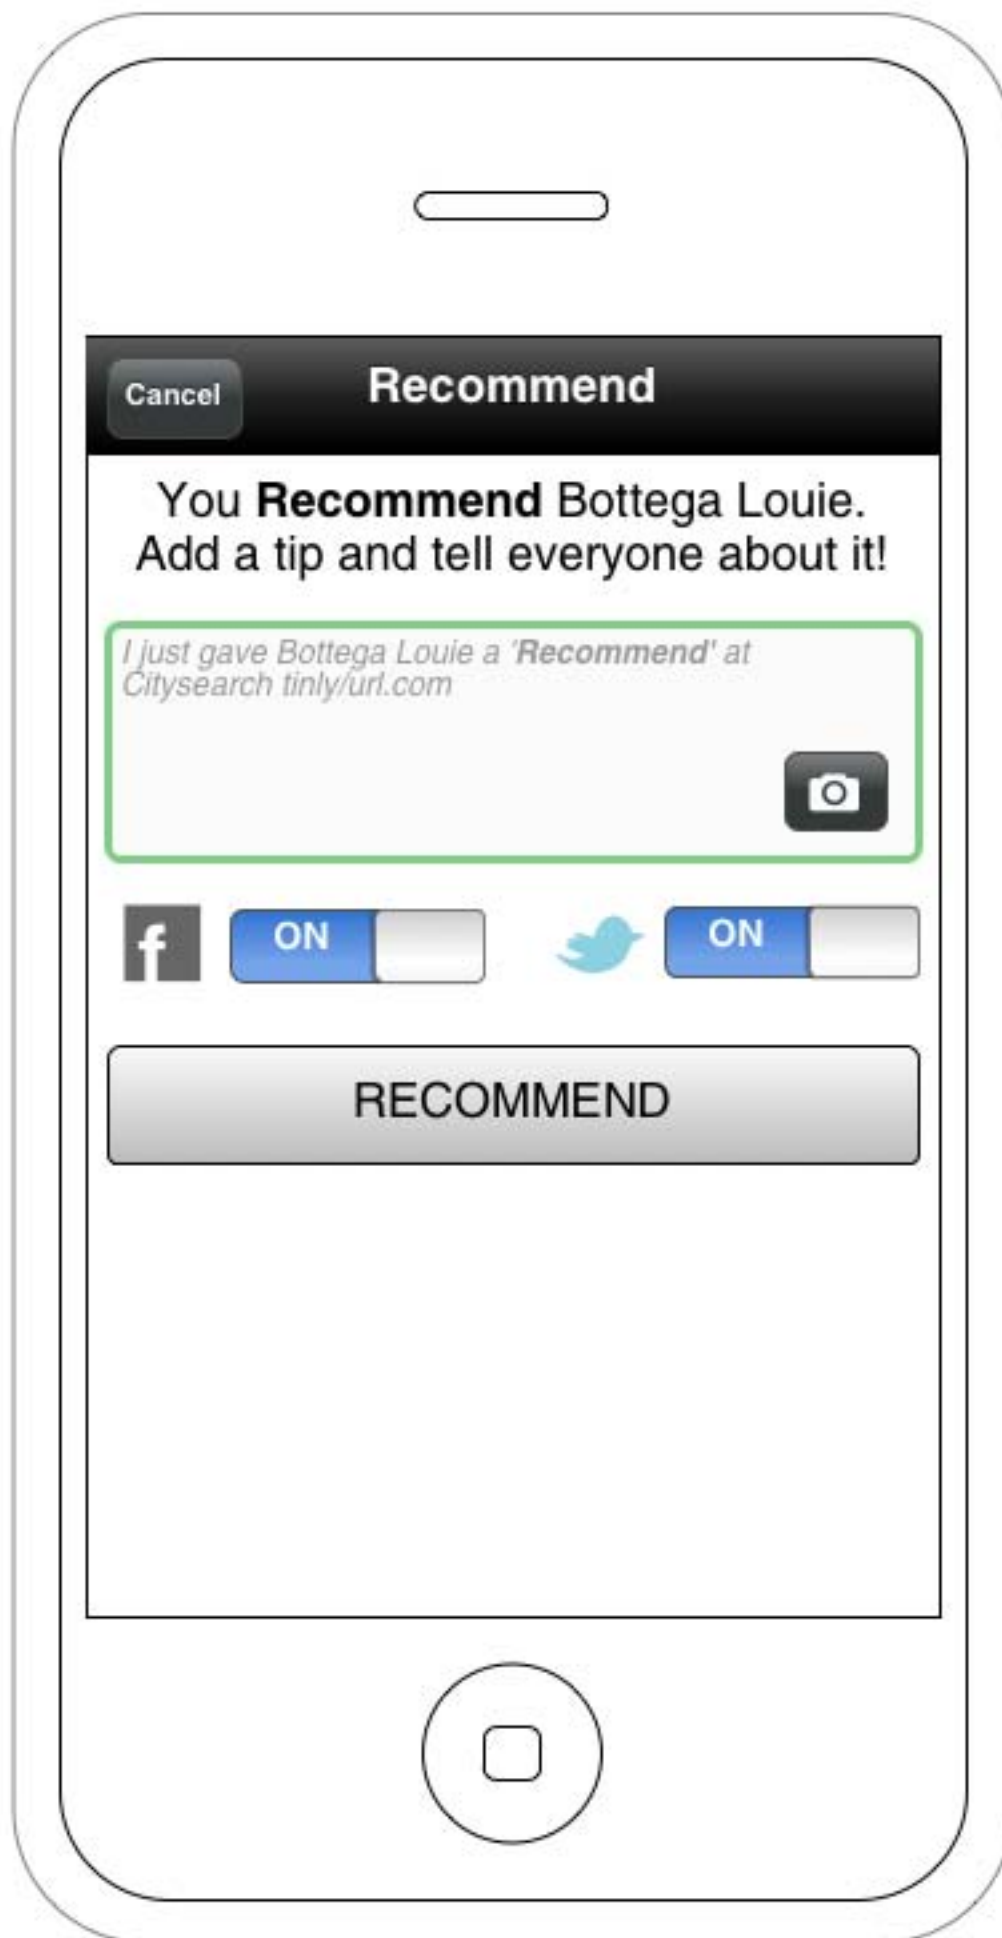 Cancel
Recommend
You Recommend Bottega Louie.
Add a tip and tell everyone about it!
I just gave Bottega Louie a 'Recommend' at
Citysearch tinly/url.com
f ON ON
RECOMMEND